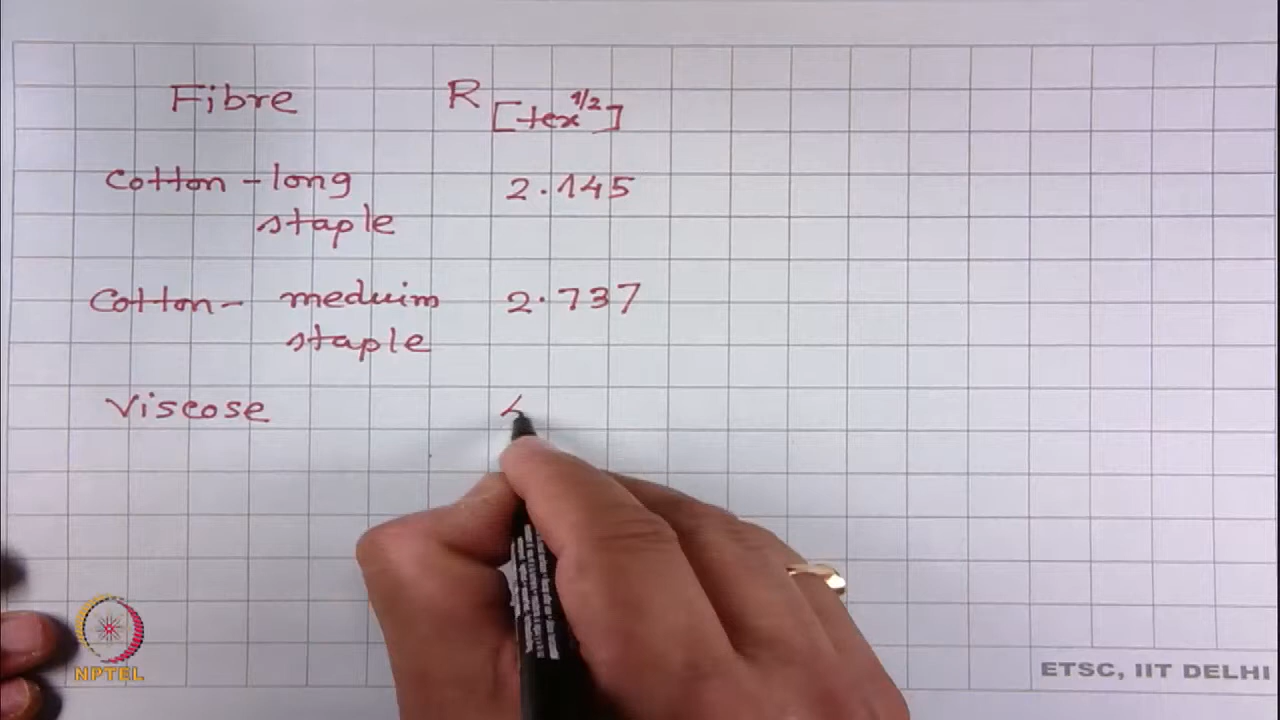 Fibre R [tex^1/2]
Cotton - long 2.145
staple
Cotton - meduim 2.737
staple
Viscose
NPTEL
ETSC, IIT DELHI